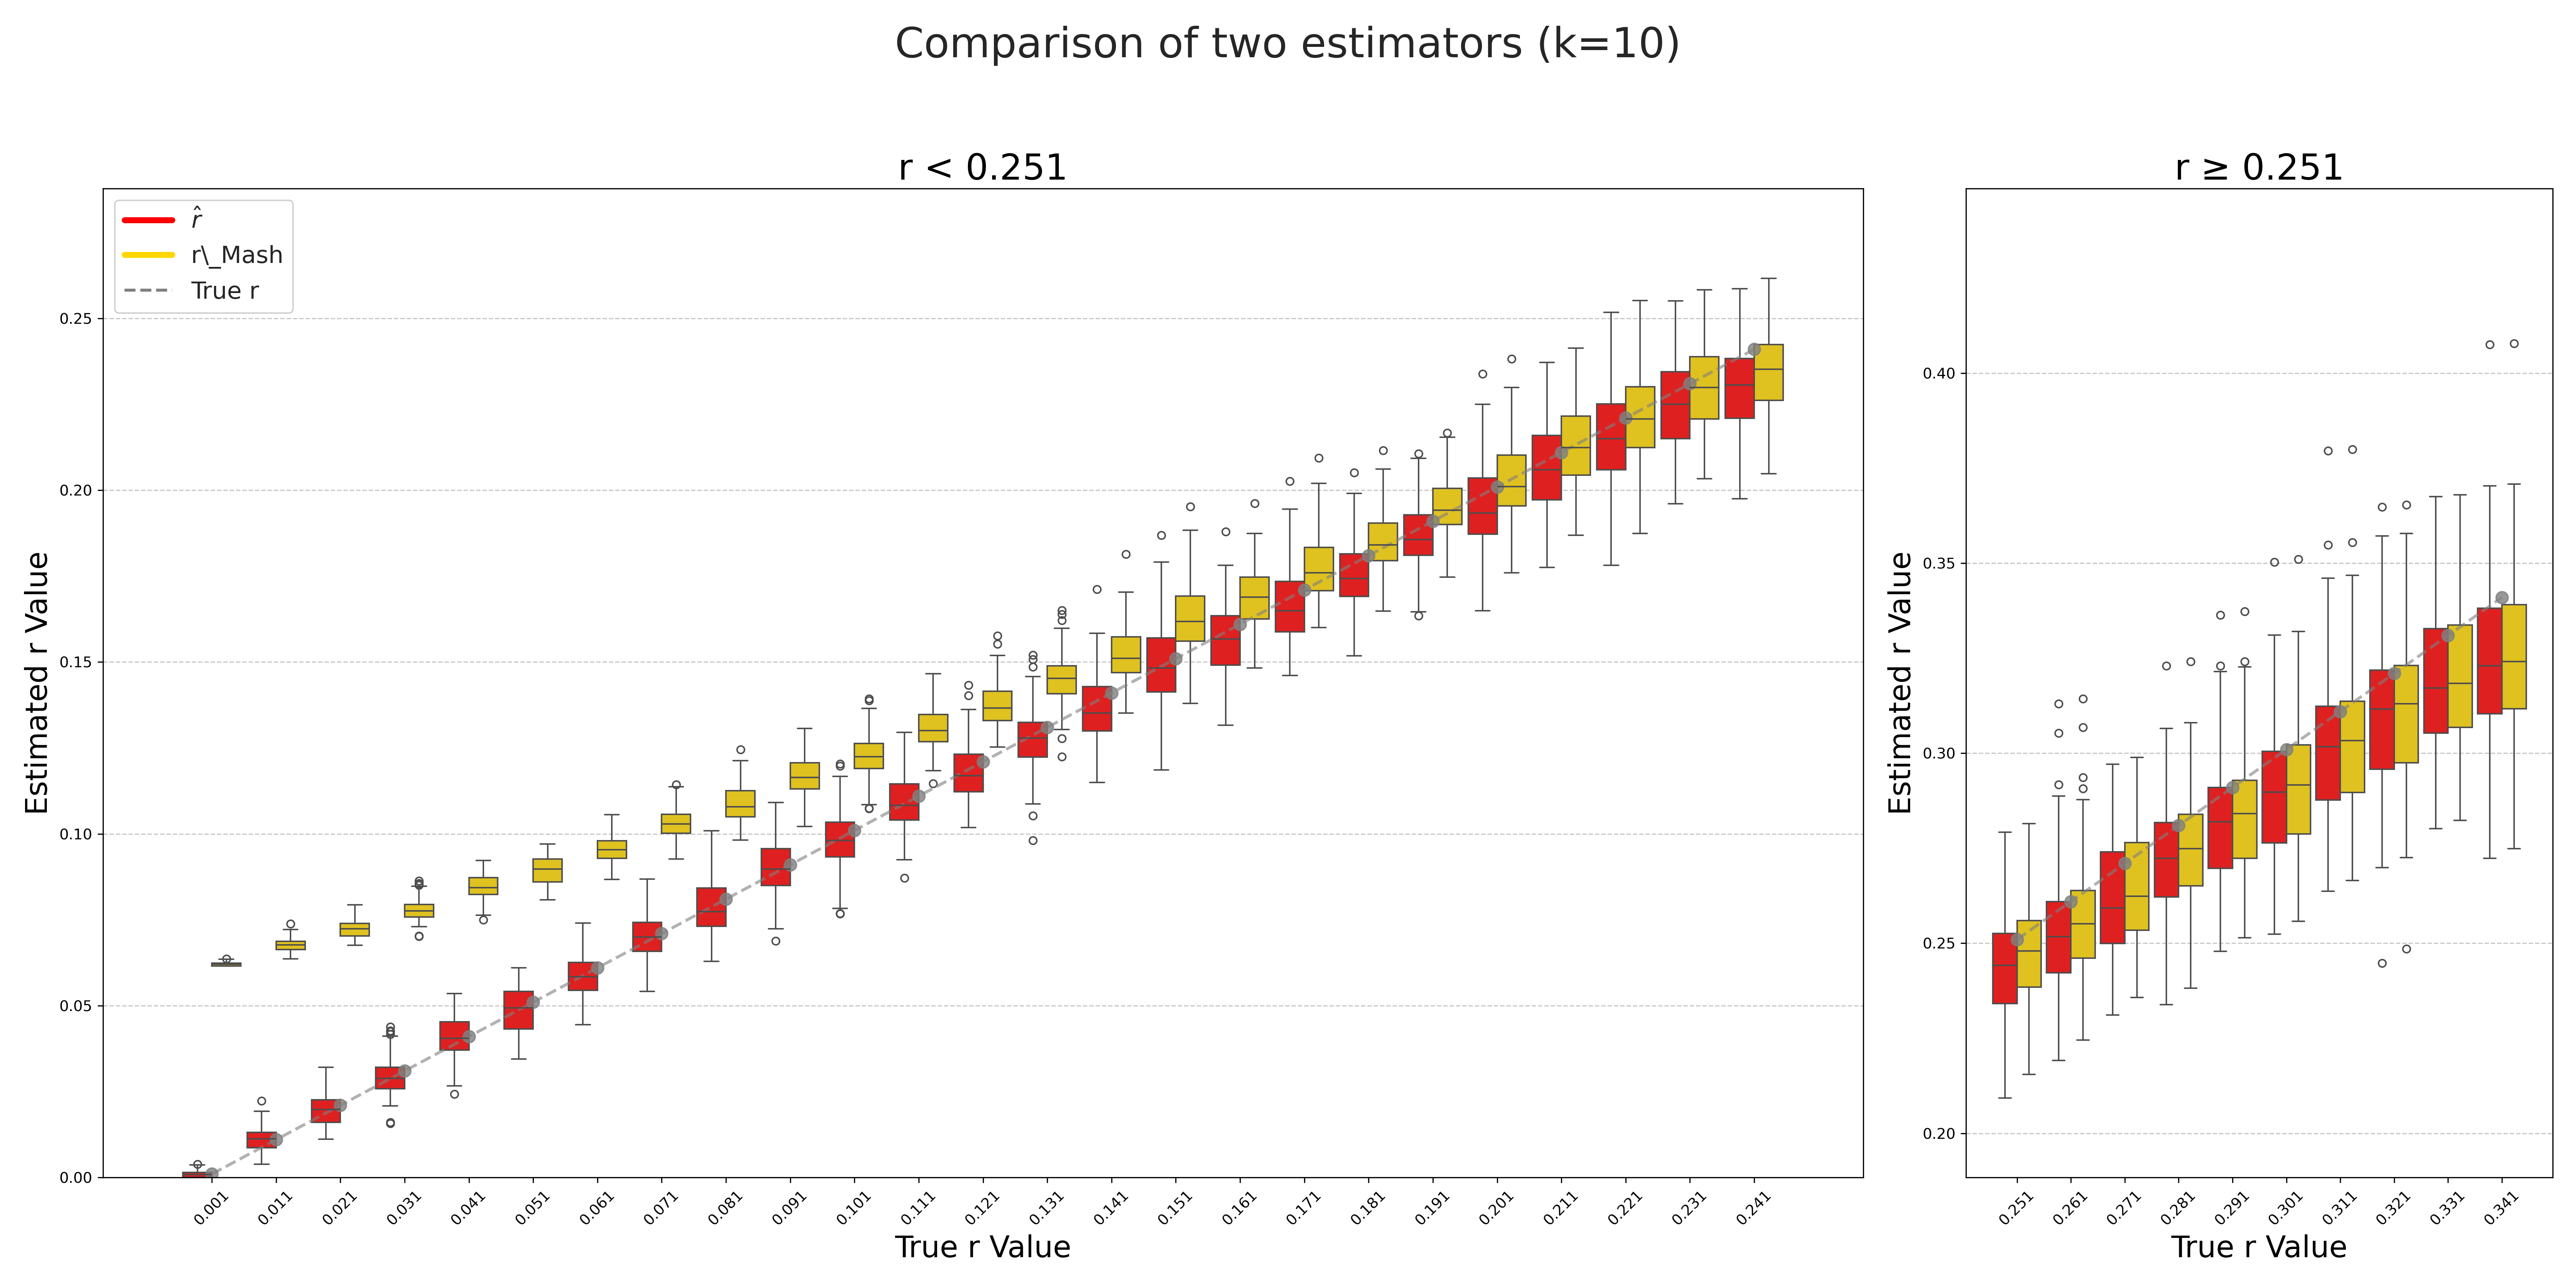 Comparison of two estimators (k=10)
r < 0.251
r̂
r\_Mash
True r
Estimated r Value
0.25
0.20
0.15
0.10
0.05
0.00
0.001 0.011 0.021 0.031 0.041 0.051 0.061 0.071 0.081 0.091 0.101 0.111 0.121 0.131 0.141 0.151 0.161 0.171 0.181 0.191 0.201 0.211 0.221 0.231 0.241
True r Value
r ≥ 0.251
Estimated r Value
0.40
0.35
0.30
0.25
0.20
0.251 0.261 0.271 0.281 0.291 0.301 0.311 0.321 0.331 0.341
True r Value